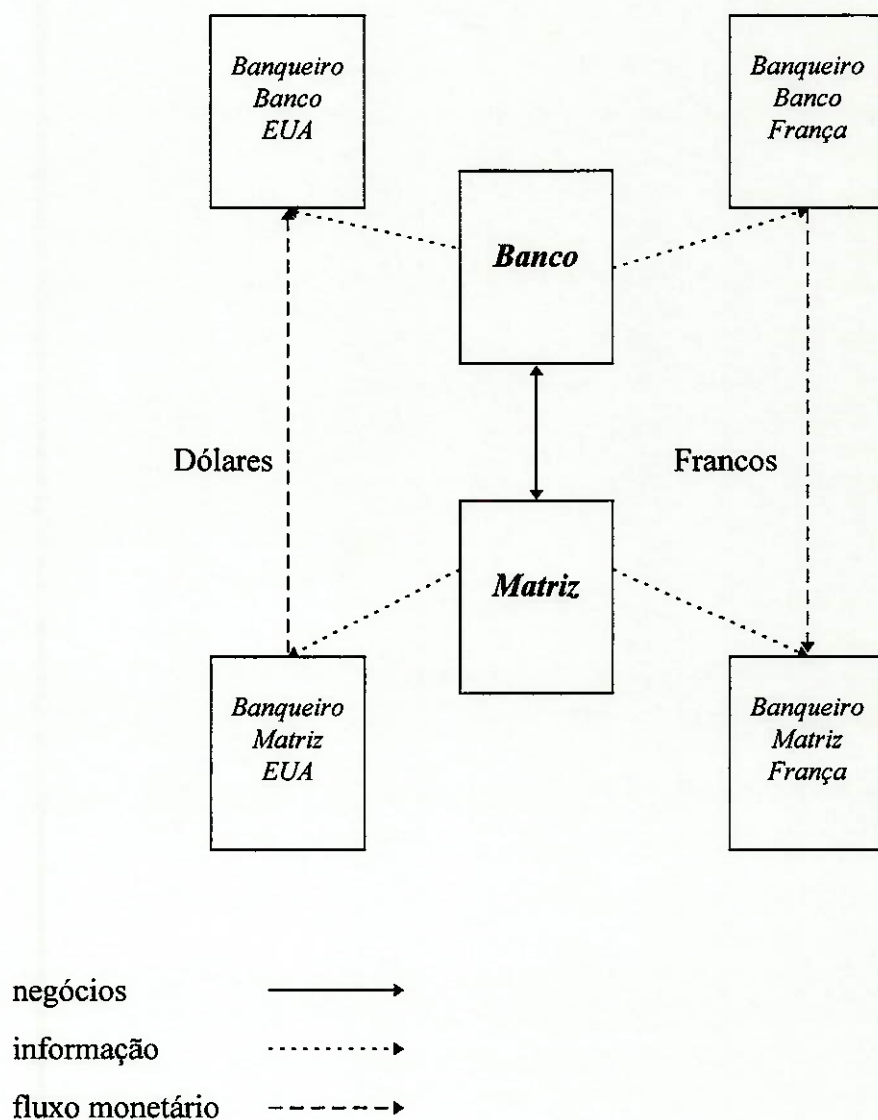 Banqueiro
Banco
EUA
Banqueiro
Banco
França
Banco
Dólares
Francos
Matriz
Banqueiro
Matriz
EUA
Banqueiro
Matriz
França
negócios
informação
fluxo monetário